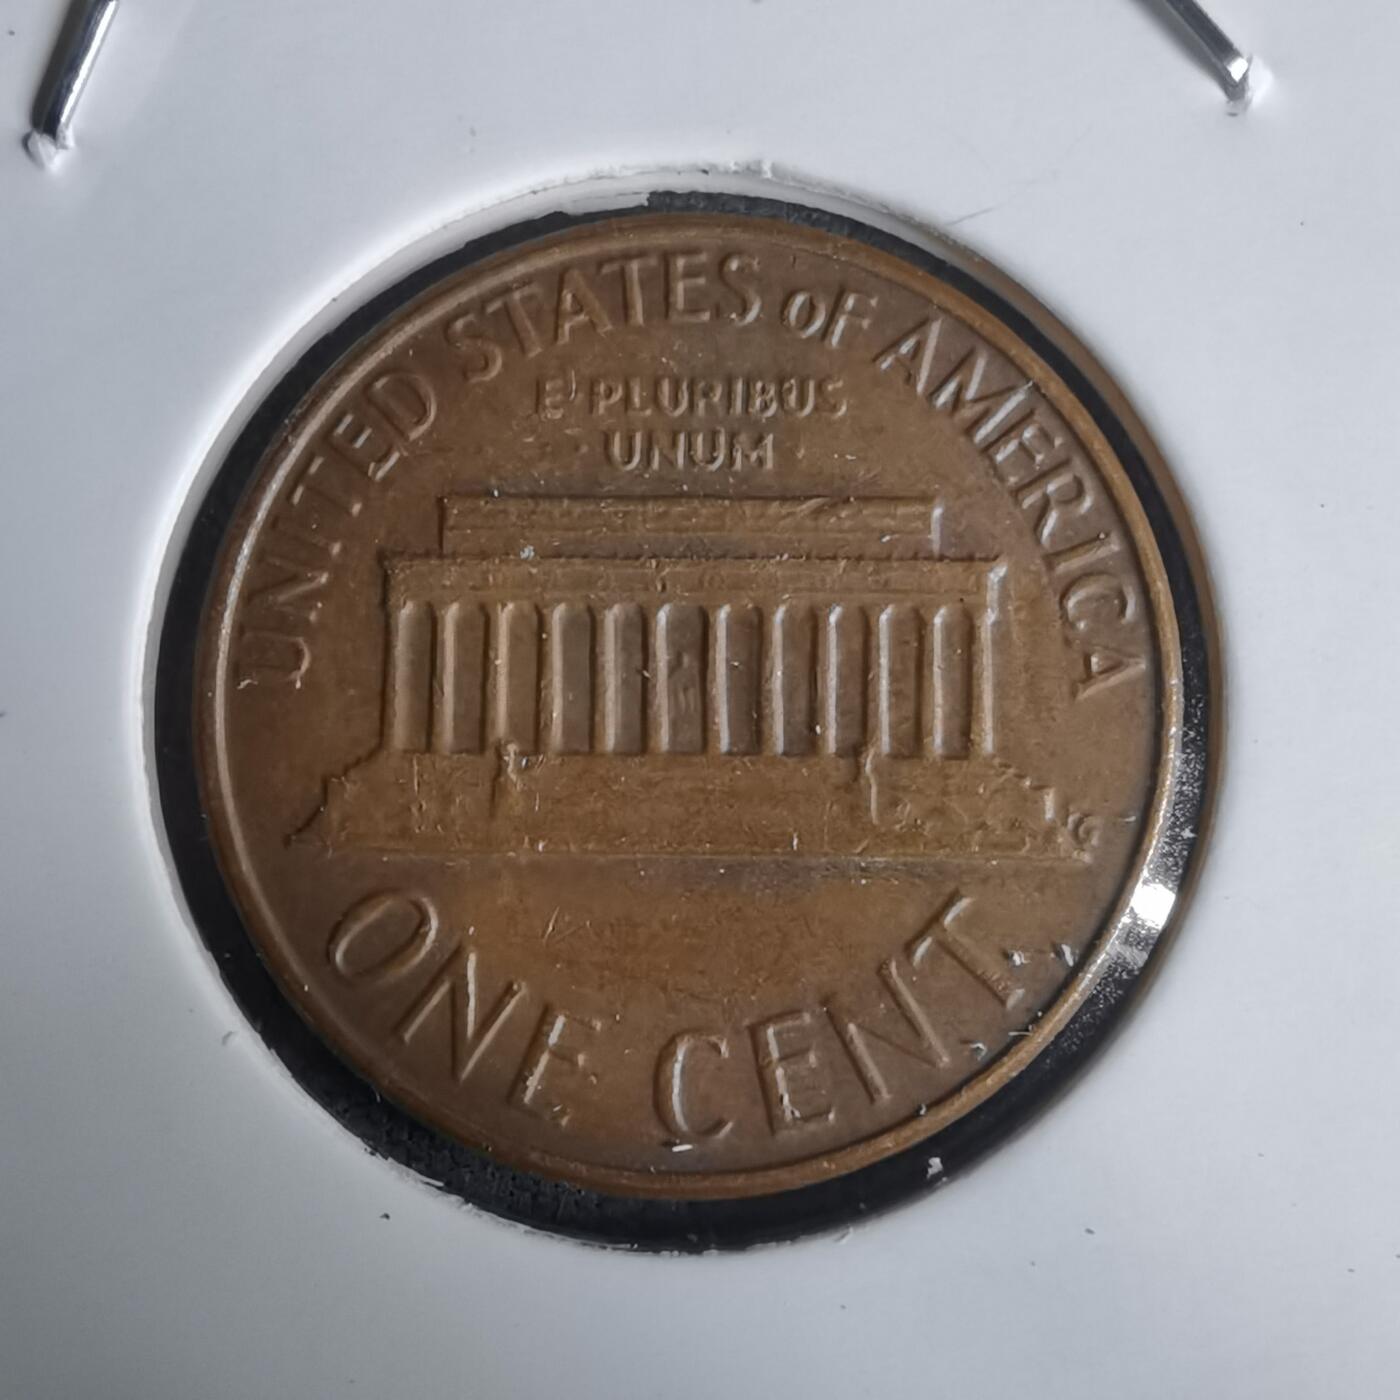 UNITED STATES OF AMERICA
E PLURIBUS
UNUM
ONE CENT